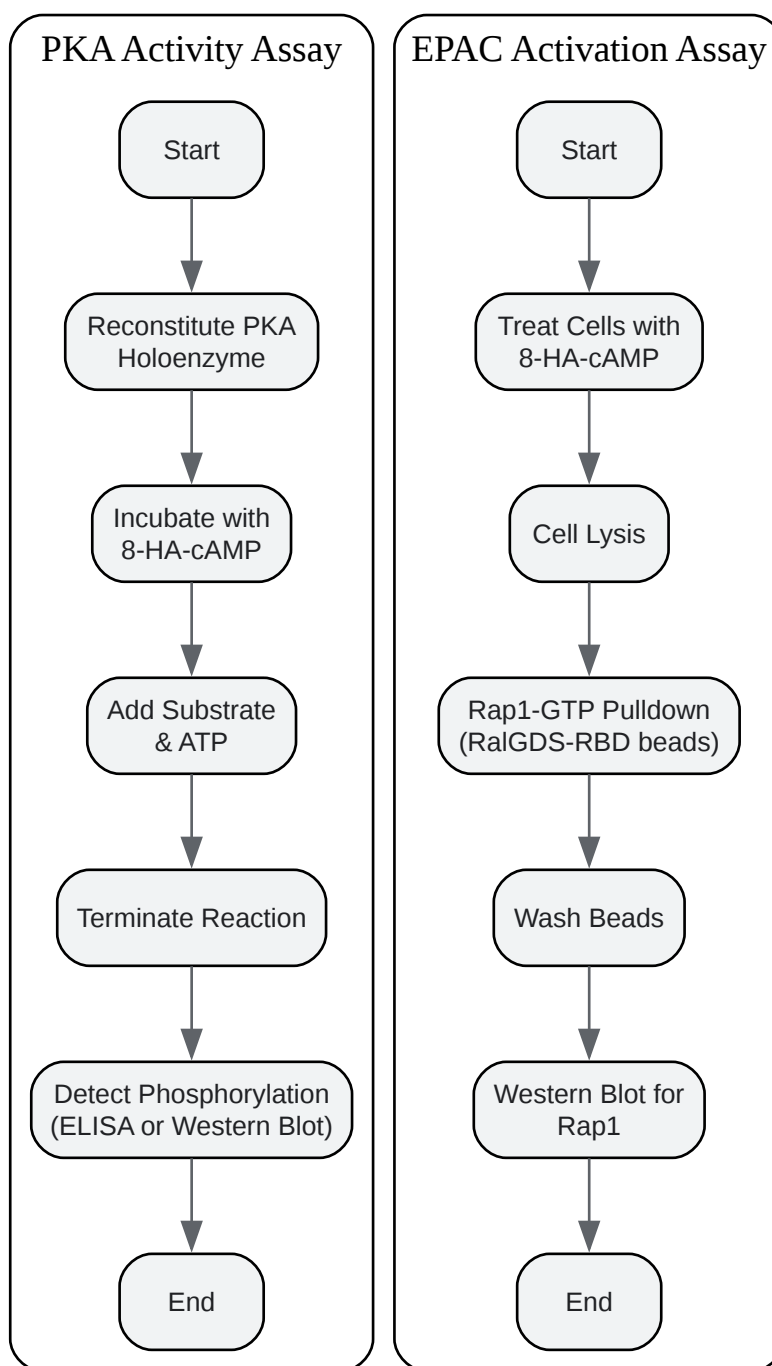 PKA Activity Assay
Start
Reconstitute PKA
Holoenzyme
Incubate with
8-HA-cAMP
Add Substrate
& ATP
Terminate Reaction
Detect Phosphorylation
(ELISA or Western Blot)
End
EPAC Activation Assay
Start
Treat Cells with
8-HA-cAMP
Cell Lysis
Rap1-GTP Pulldown
(RalGDS-RBD beads)
Wash Beads
Western Blot for
Rap1
End